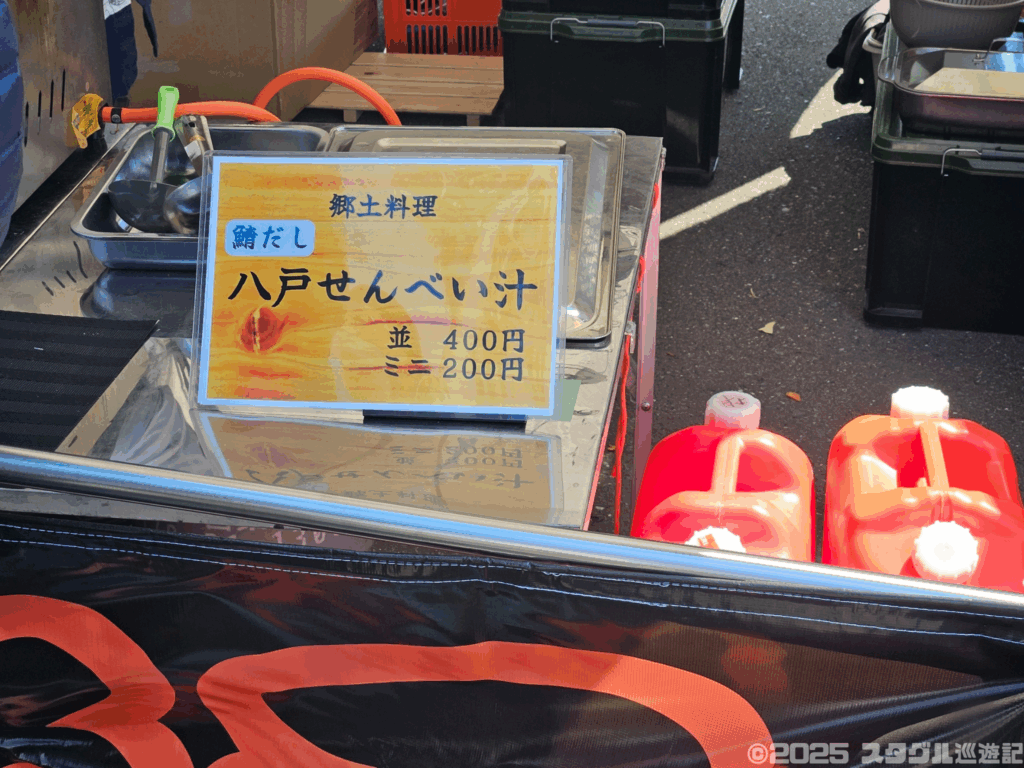 郷土料理
鯖だし
八戸せんべい汁
並 400円
ミニ 200円
©2025 スタグル巡遊記